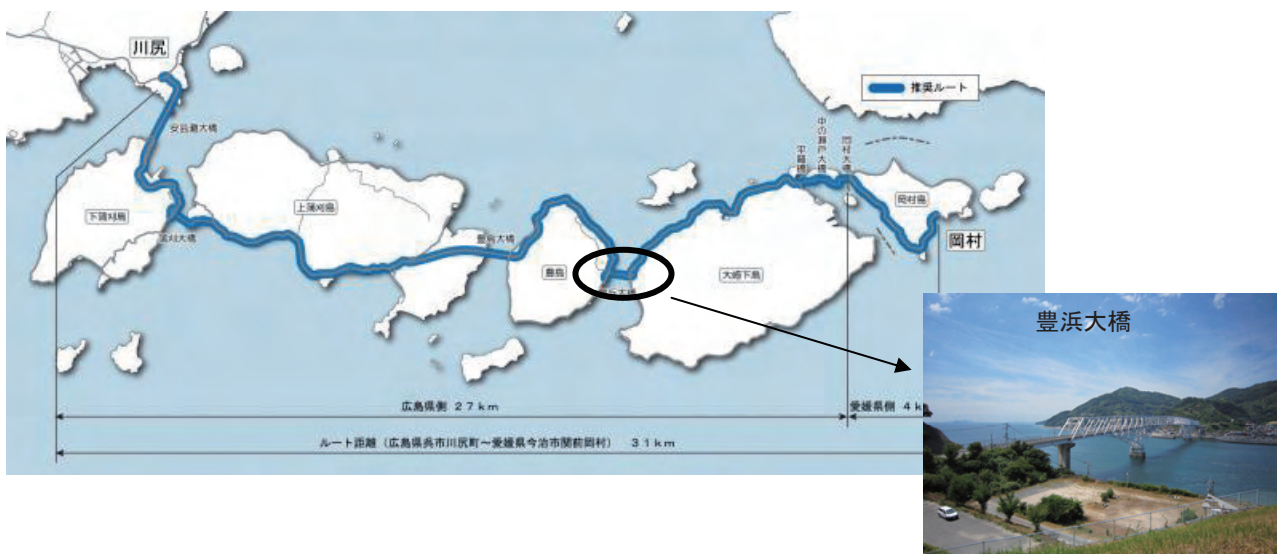 川尻
推奨ルート
安芸灘大橋
中の瀬戸大橋
平羅橋
岡村大橋
下蒲刈島
上蒲刈島
岡村島
蒲刈大橋
豊島大橋
岡村
豊島
大崎下島
豊浜大橋
広島県側 27km
愛媛県側 4k
ルート距離(広島県呉市川尻町~愛媛県今治市関前岡村) 31km